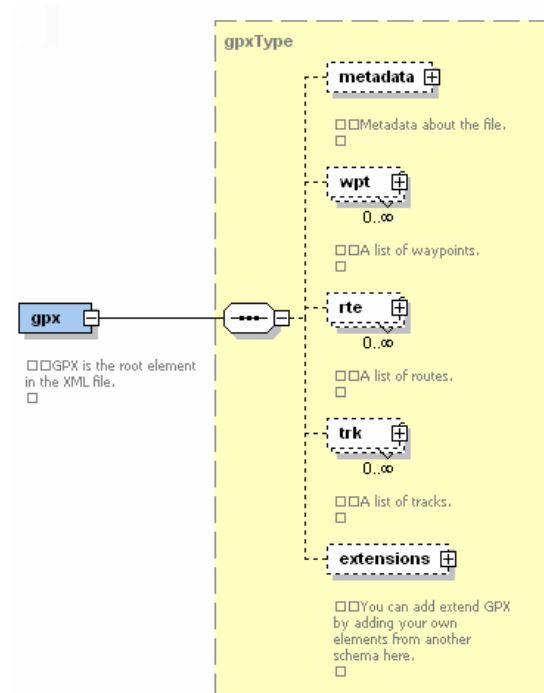 gpxType
metadata
□□Metadata about the file.
□
wpt
0..∞
□□A list of waypoints.
□
gpx
□□GPX is the root element
in the XML file.
□
rte
0..∞
□□A list of routes.
□
trk
0..∞
□□A list of tracks.
□
extensions
□□You can add extend GPX
by adding your own
elements from another
schema here.
□